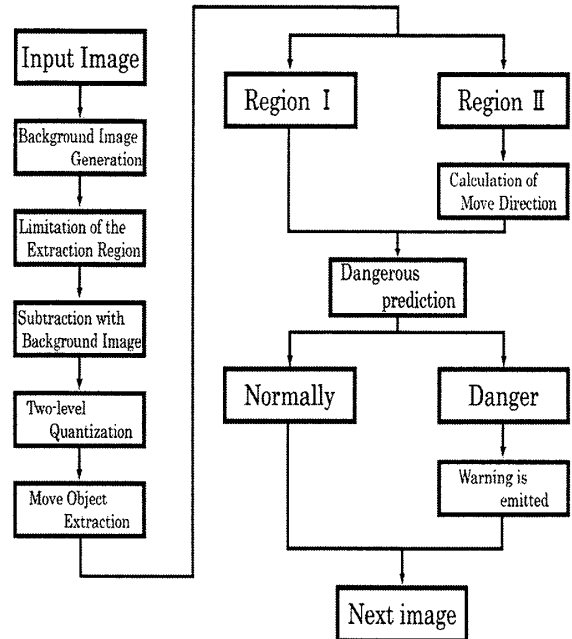 Input Image
Background Image
Generation
Limitation of the
Extraction Region
Subtraction with
Background Image
Two-level
Quantization
Move Object
Extraction
Region I
Region II
Calculation of
Move Direction
Dangerous
prediction
Normally
Danger
Warning is
emitted
Next image